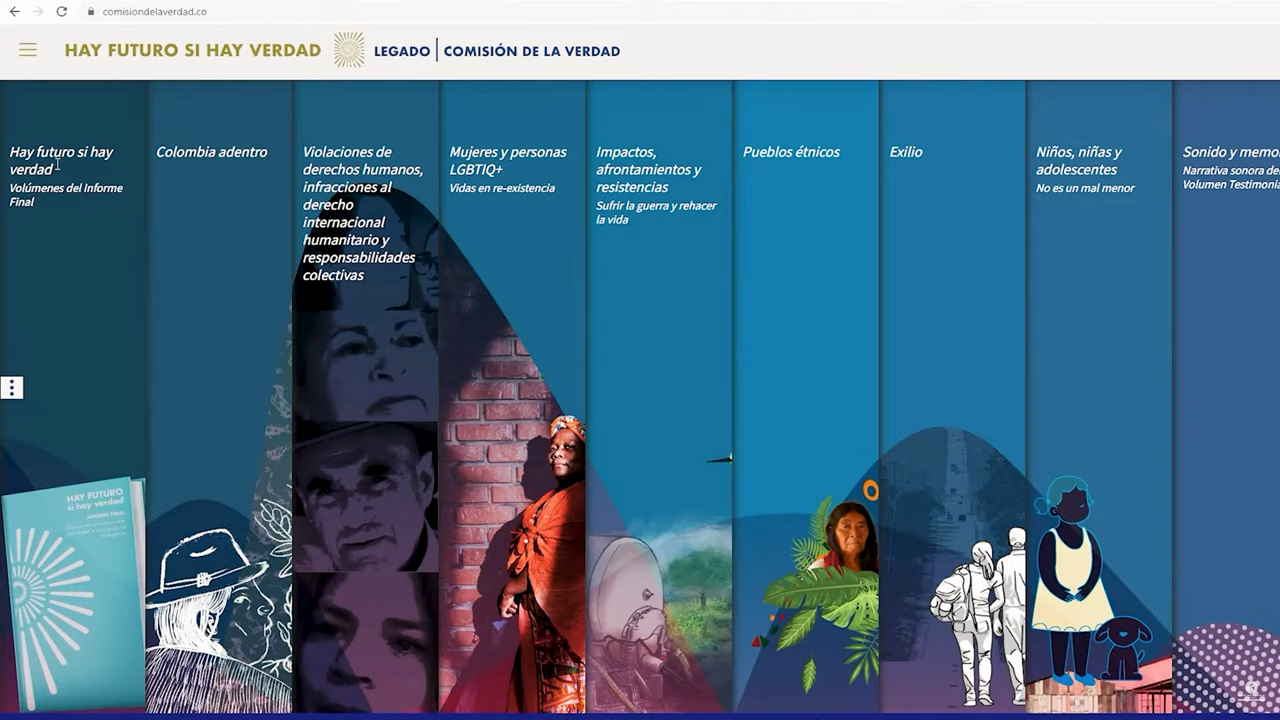 comisiondelaverdad.co
HAY FUTURO SI HAY VERDAD
LEGADO
COMISIÓN DE LA VERDAD
Hay futuro si hay
verdad
Volúmenes del Informe
Final
Colombia adentro
Violaciones de
derechos humanos,
infracciones al
derecho
internacional
humanitario y
responsabilidades
colectivas
Mujeres y personas
LGBTIQ+
Vidas en re-existencia
Impactos,
afrontamientos y
resistencias
Sufrir la guerra y rehacer
la vida
Pueblos étnicos
Exilio
Niños, niñas y
adolescentes
No es un mal menor
Sonido y memo
Narrativa sonora de
Volumen Testimonia
HAY FUTURO
si hay verdad
INFORME FINAL